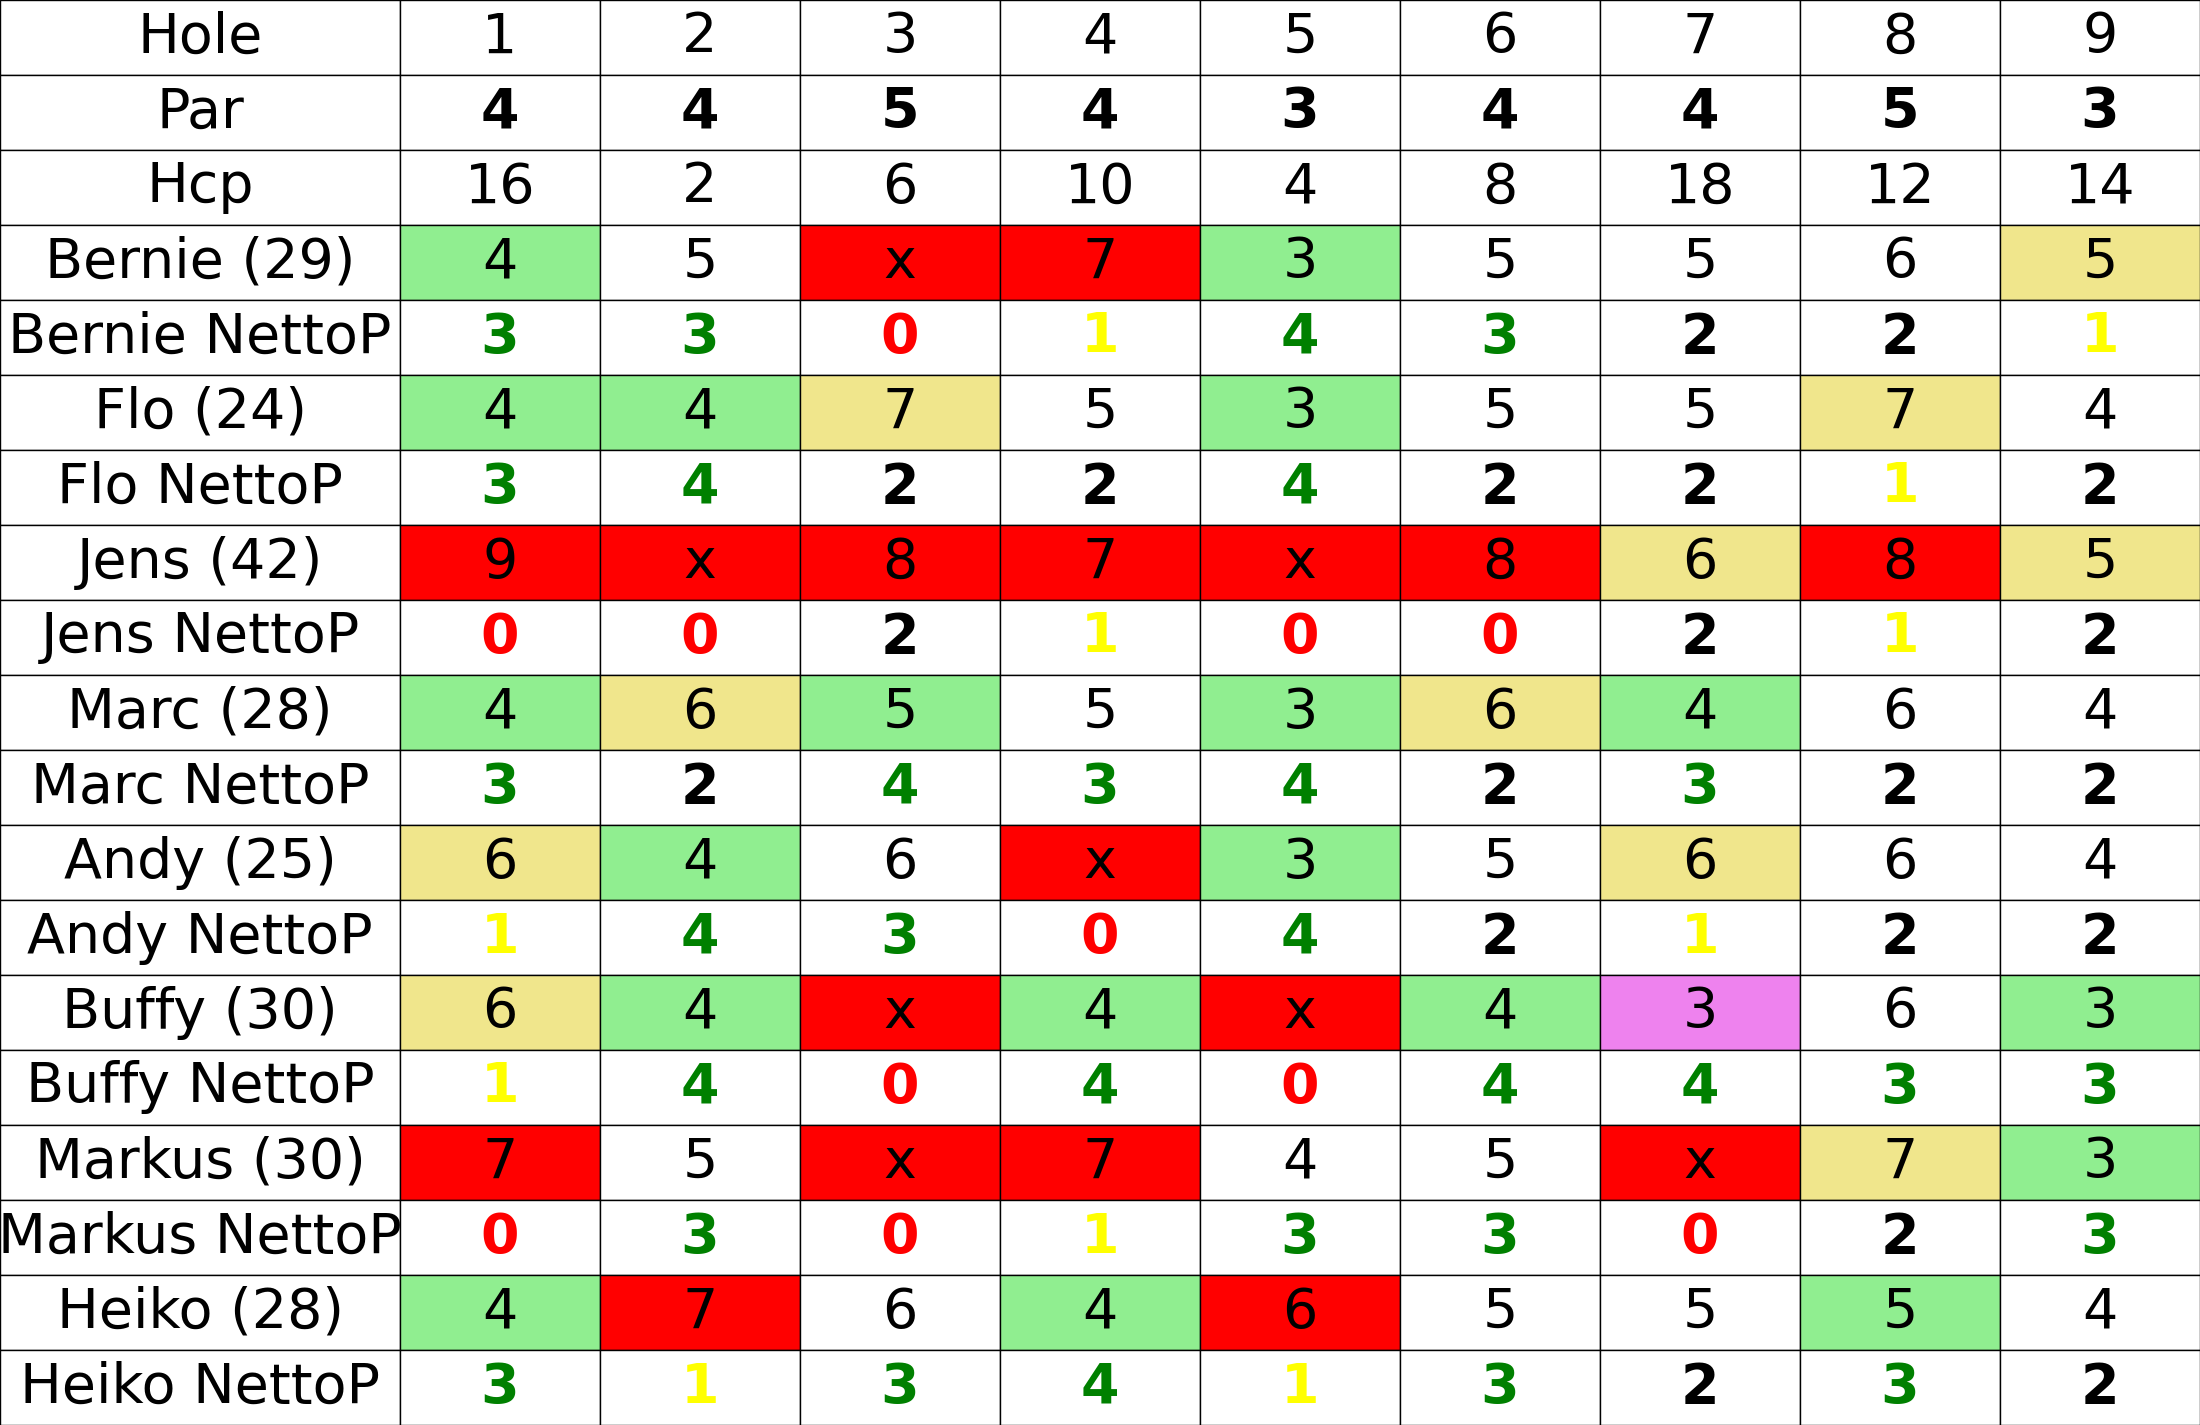 Hole 1 2 3 4 5 6 7 8 9
Par 4 4 5 4 3 4 4 5 3
Hcp 16 2 6 10 4 8 18 12 14
Bernie (29) 4 5 x 7 3 5 5 6 5
Bernie NettoP 3 3 0 1 4 3 2 2 1
Flo (24) 4 4 7 5 3 5 5 7 4
Flo NettoP 3 4 2 2 4 2 2 1 2
Jens (42) 9 x 8 7 x 8 6 8 5
Jens NettoP 0 0 2 1 0 0 2 1 2
Marc (28) 4 6 5 5 3 6 4 6 4
Marc NettoP 3 2 4 3 4 2 3 2 2
Andy (25) 6 4 6 x 3 5 6 6 4
Andy NettoP 1 4 3 0 4 2 1 2 2
Buffy (30) 6 4 x 4 x 4 3 6 3
Buffy NettoP 1 4 0 4 0 4 4 3 3
Markus (30) 7 5 x 7 4 5 x 7 3
Markus NettoP 0 3 0 1 3 3 0 2 3
Heiko (28) 4 7 6 4 6 5 5 5 4
Heiko NettoP 3 1 3 4 1 3 2 3 2